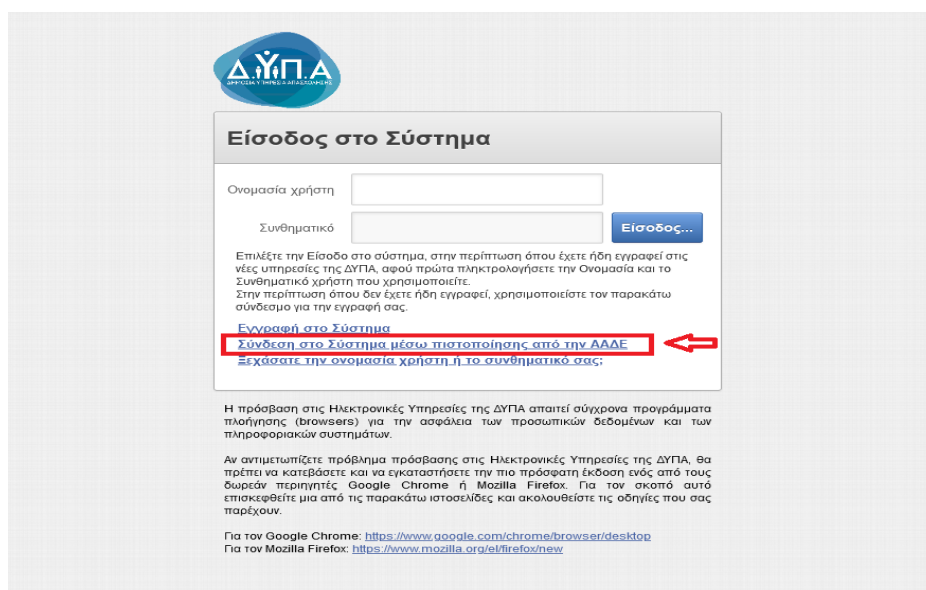 Δ.ΥΠ.Α
ΔΗΜΟΣΙΑ ΥΠΗΡΕΣΙΑ ΑΠΑΣΧΟΛΗΣΗΣ
Είσοδος στο Σύστημα
Ονομασία χρήστη
Συνθηματικό
Είσοδος...
Επιλέξτε την Είσοδο στο σύστημα, στην περίπτωση όπου έχετε ήδη εγγραφεί στις
νέες υπηρεσίες της ΔΥΠΑ, αφού πρώτα πληκτρολογήσετε την Ονομασία και το
Συνθηματικό χρήστη που χρησιμοποιείτε.
Στην περίπτωση όπου δεν έχετε ήδη εγγραφεί, χρησιμοποιείστε τον παρακάτω
σύνδεσμο για την εγγραφή σας.
Εγγραφή στο Σύστημα
Σύνδεση στο Σύστημα μέσω πιστοποίησης από την ΑΑΔΕ
Ξεχάσατε την ονομασία χρήστη ή το συνθηματικό σας;
Η πρόσβαση στις Ηλεκτρονικές Υπηρεσίες της ΔΥΠΑ απαιτεί σύγχρονα προγράμματα
πλοήγησης (browsers) για την ασφάλεια των προσωπικών δεδομένων και των
πληροφοριακών συστημάτων.
Αν αντιμετωπίζετε πρόβλημα πρόσβασης στις Ηλεκτρονικές Υπηρεσίες της ΔΥΠΑ, θα
πρέπει να κατεβάσετε και να εγκαταστήσετε την πιο πρόσφατη έκδοση ενός από τους
δωρεάν περιηγητές Google Chrome ή Mozilla Firefox. Για τον σκοπό αυτό
επισκεφθείτε μια από τις παρακάτω ιστοσελίδες και ακολουθείστε τις οδηγίες που σας
παρέχουν.
Για τον Google Chrome: https://www.google.com/chrome/browser/desktop
Για τον Mozilla Firefox: https://www.mozilla.org/el/firefox/new